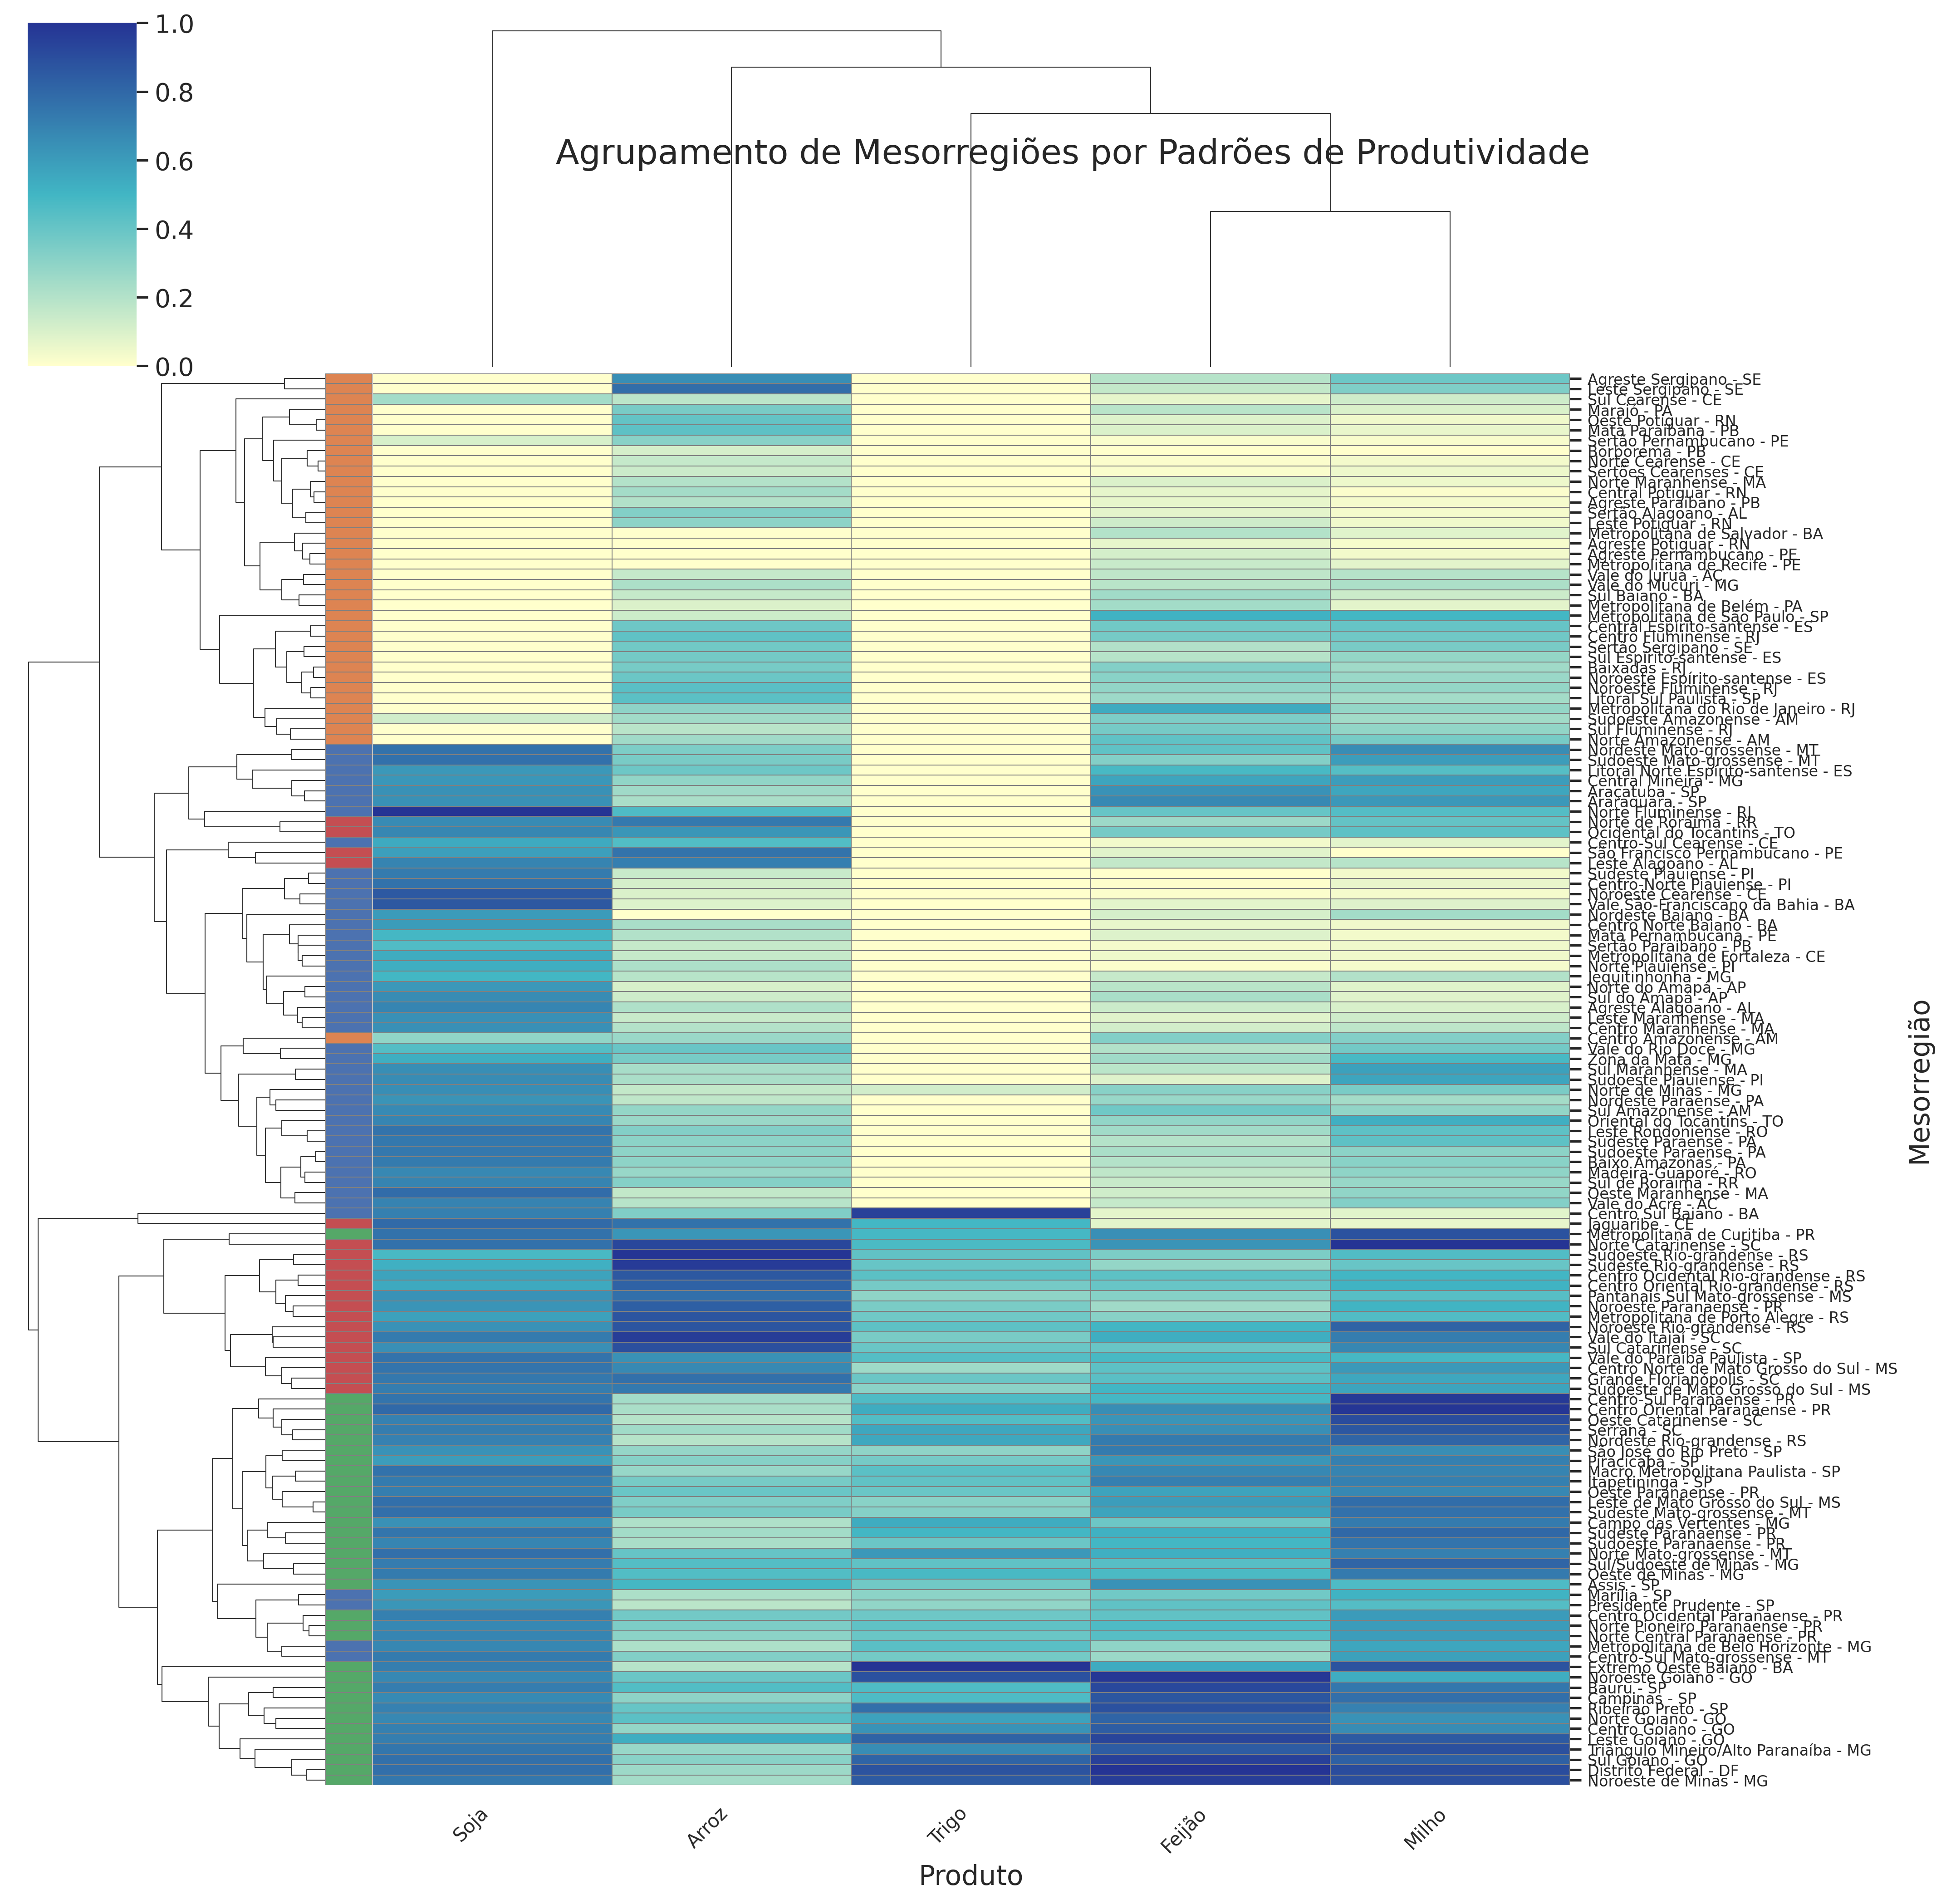 1.0
0.8
0.6
0.4
0.2
0.0
Agrupamento de Mesorregiões por Padrões de Produtividade
Agreste Sergipano - SE
Leste Sergipano - SE
Sul Cearense - CE
Marajó - PA
Oeste Potiguar - RN
Mata Paraibana - PB
Sertão Pernambucano - PE
Borborema - PB
Norte Cearense - CE
Sertões Cearenses - CE
Norte Maranhense - MA
Central Potiguar - RN
Agreste Paraibano - PB
Sertão Alagoano - AL
Leste Potiguar - RN
Metropolitana de Salvador - BA
Agreste Potiguar - RN
Agreste Pernambucano - PE
Metropolitana de Recife - PE
Vale do Juruá - AC
Vale do Mucuri - MG
Sul Baiano - BA
Metropolitana de Belém - PA
Metropolitana de São Paulo - SP
Central Espírito-santense - ES
Centro Fluminense - RJ
Sertão Sergipano - SE
Sul Espírito-santense - ES
Baixadas - RJ
Noroeste Espírito-santense - ES
Noroeste Fluminense - RJ
Litoral Sul Paulista - SP
Metropolitana do Rio de Janeiro - RJ
Sudoeste Amazonense - AM
Sul Fluminense - RJ
Norte Amazonense - AM
Nordeste Mato-grossense - MT
Sudoeste Mato-grossense - MT
Litoral Norte Espírito-santense - ES
Central Mineira - MG
Araçatuba - SP
Araraquara - SP
Norte Fluminense - RJ
Norte de Roraima - RR
Ocidental do Tocantins - TO
Centro-Sul Cearense - CE
São Francisco Pernambucano - PE
Leste Alagoano - AL
Sudeste Piauiense - PI
Centro-Norte Piauiense - PI
Noroeste Cearense - CE
Vale São-Franciscano da Bahia - BA
Nordeste Baiano - BA
Centro Norte Baiano - BA
Mata Pernambucana - PE
Sertão Paraibano - PB
Metropolitana de Fortaleza - CE
Norte Piauiense - PI
Jequitinhonha - MG
Norte do Amapá - AP
Sul do Amapá - AP
Agreste Alagoano - AL
Leste Maranhense - MA
Centro Maranhense - MA
Centro Amazonense - AM
Vale do Rio Doce - MG
Zona da Mata - MG
Sul Maranhense - MA
Sudoeste Piauiense - PI
Norte de Minas - MG
Nordeste Paraense - PA
Sul Amazonense - AM
Oriental do Tocantins - TO
Leste Rondoniense - RO
Sudeste Paraense - PA
Sudoeste Paraense - PA
Baixo Amazonas - PA
Madeira-Guaporé - RO
Sul de Roraima - RR
Oeste Maranhense - MA
Vale do Acre - AC
Centro Sul Baiano - BA
Jaguaribe - CE
Metropolitana de Curitiba - PR
Norte Catarinense - SC
Sudoeste Rio-grandense - RS
Sudeste Rio-grandense - RS
Centro Ocidental Rio-grandense - RS
Centro Oriental Rio-grandense - RS
Pantanais Sul Mato-grossense - MS
Noroeste Paranaense - PR
Metropolitana de Porto Alegre - RS
Noroeste Rio-grandense - RS
Vale do Itajaí - SC
Sul Catarinense - SC
Vale do Paraíba Paulista - SP
Centro Norte de Mato Grosso do Sul - MS
Grande Florianópolis - SC
Sudoeste de Mato Grosso do Sul - MS
Centro-Sul Paranaense - PR
Centro Oriental Paranaense - PR
Oeste Catarinense - SC
Serrana - SC
Nordeste Rio-grandense - RS
São José do Rio Preto - SP
Piracicaba - SP
Macro Metropolitana Paulista - SP
Itapetininga - SP
Oeste Paranaense - PR
Leste de Mato Grosso do Sul - MS
Sudeste Mato-grossense - MT
Campo das Vertentes - MG
Sudeste Paranaense - PR
Sudoeste Paranaense - PR
Norte Mato-grossense - MT
Sul/Sudoeste de Minas - MG
Oeste de Minas - MG
Assis - SP
Marília - SP
Presidente Prudente - SP
Centro Ocidental Paranaense - PR
Norte Pioneiro Paranaense - PR
Norte Central Paranaense - PR
Metropolitana de Belo Horizonte - MG
Centro-Sul Mato-grossense - MT
Extremo Oeste Baiano - BA
Noroeste Goiano - GO
Bauru - SP
Campinas - SP
Ribeirão Preto - SP
Norte Goiano - GO
Centro Goiano - GO
Leste Goiano - GO
Triângulo Mineiro/Alto Paranaíba - MG
Sul Goiano - GO
Distrito Federal - DF
Noroeste de Minas - MG
Mesorregião
Soja
Arroz
Trigo
Feijão
Milho
Produto